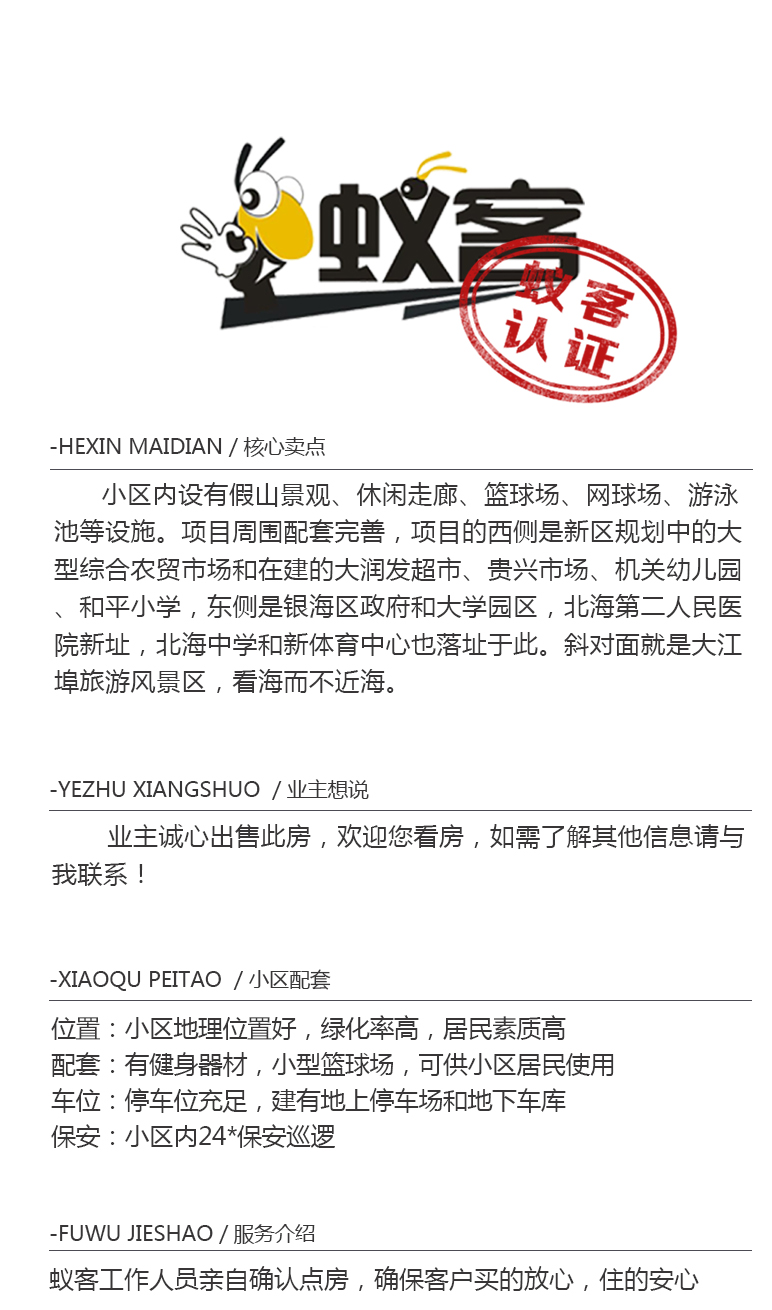 蚁客
蚁客
认证
-HEXIN MAIDIAN / 核心卖点
小区内设有假山景观、休闲走廊、篮球场、网球场、游泳
池等设施。项目周围配套完善，项目的西侧是新区规划中的大
型综合农贸市场和在建的大润发超市、贵兴市场、机关幼儿园
、和平小学，东侧是银海区政府和大学园区，北海第二人民医
院新址，北海中学和新体育中心也落址于此。斜对面就是大江
埠旅游风景区，看海而不近海。
-YEZHU XIANGSHUO / 业主想说
业主诚心出售此房，欢迎您看房，如需了解其他信息请与
我联系！
-XIAOQU PEITAO / 小区配套
位置：小区地理位置好，绿化率高，居民素质高
配套：有健身器材，小型篮球场，可供小区居民使用
车位：停车位充足，建有地上停车场和地下车库
保安：小区内24*保安巡逻
-FUWU JIESHAO / 服务介绍
蚁客工作人员亲自确认点房，确保客户买的放心，住的安心